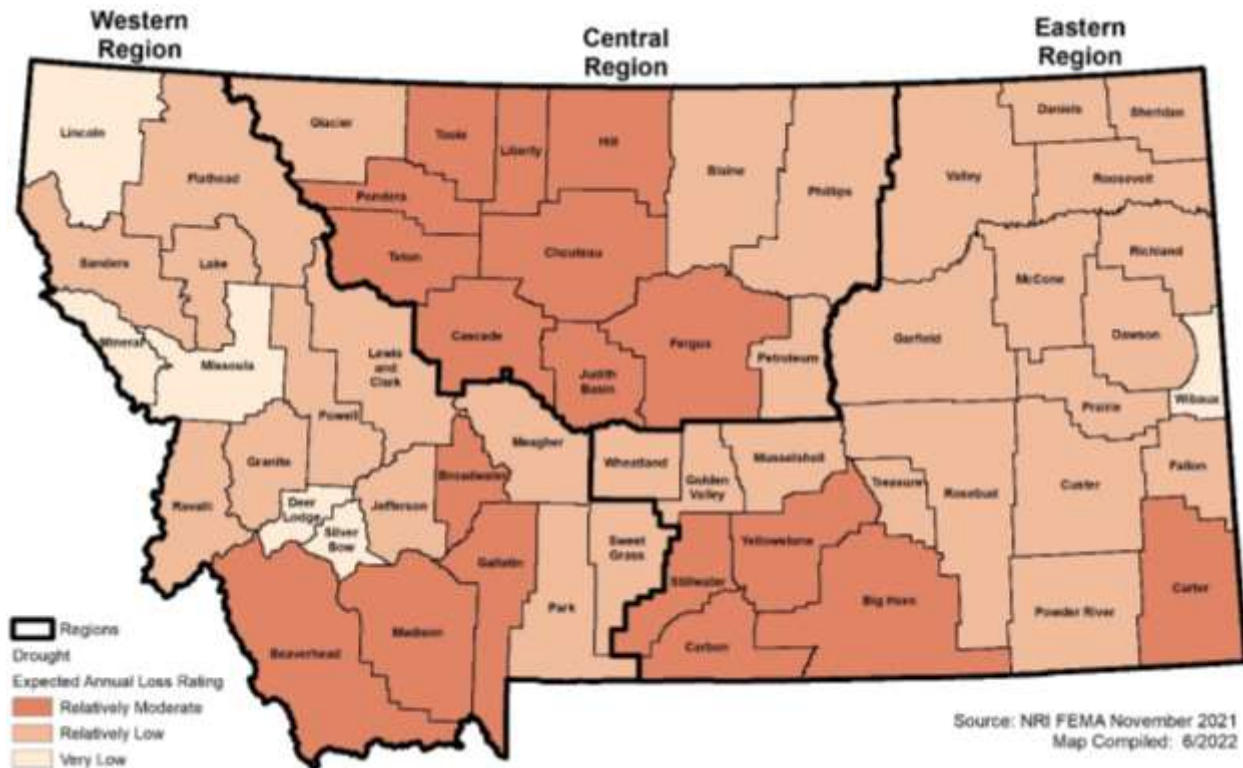 Western
Region
Central
Region
Eastern
Region
Lincoln
Flathead
Glacier
Toole
Liberty
Hill
Blaine
Phillips
Valley
Daniels
Sheridan
Roosevelt
Pondera
Teton
Chouteau
Sanders
Lake
Richland
McCone
Garfield
Dawson
Mineral
Missoula
Lewis
and
Clark
Cascade
Judith
Basin
Fergus
Petroleum
Wibaux
Prairie
Powell
Granite
Ravalli
Meagher
Wheatland
Golden
Valley
Musselshell
Treasure
Rosebud
Custer
Fallon
Deer
Lodge
Silver
Bow
Jefferson
Broadwater
Gallatin
Park
Sweet
Grass
Stillwater
Yellowstone
Big Horn
Carbon
Powder River
Carter
Beaverhead
Madison
Regions
Drought
Expected Annual Loss Rating
Relatively Moderate
Relatively Low
Very Low
Source: NRI FEMA November 2021
Map Compiled: 6/2022